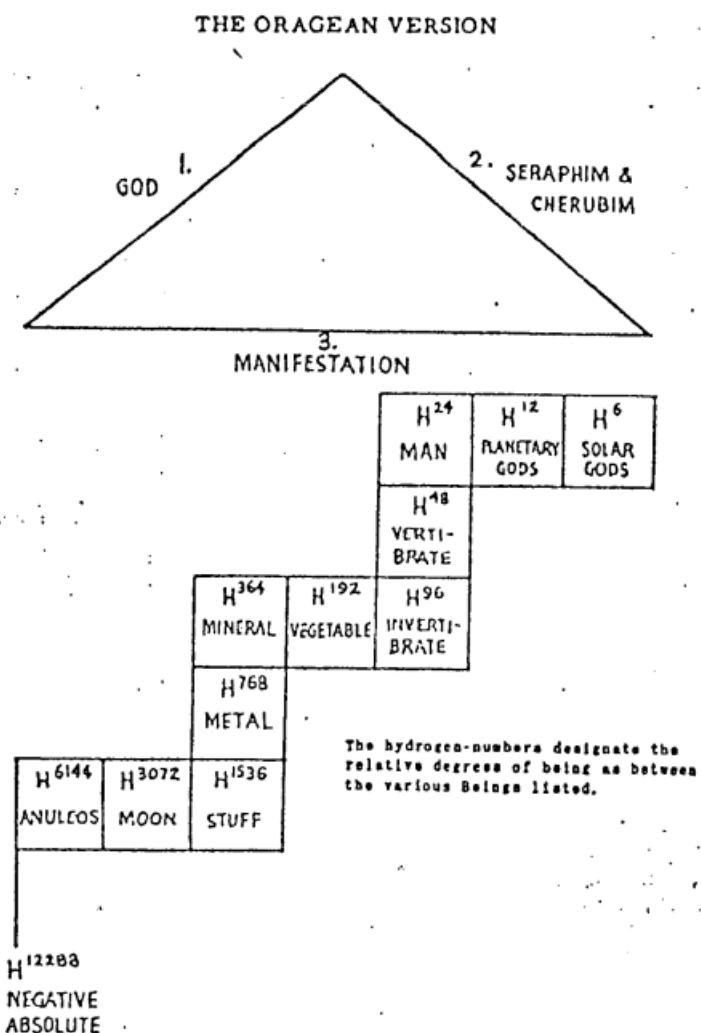 THE ORAGEAN VERSION
1.
GOD
2.
SERAPHIM &
CHERUBIM
3.
MANIFESTATION
H24
MAN
H12
PLANETARY
GODS
H6
SOLAR
GODS
H48
VERTI-
BRATE
H364
MINERAL
H192
VEGETABLE
H96
INVERTI-
BRATE
H768
METAL
The hydrogen-numbers designate the
relative degrees of being as between
the various Beings listed.
H6144
ANULEOS
H3072
MOON
H1536
STUFF
H12288
NEGATIVE
ABSOLUTE